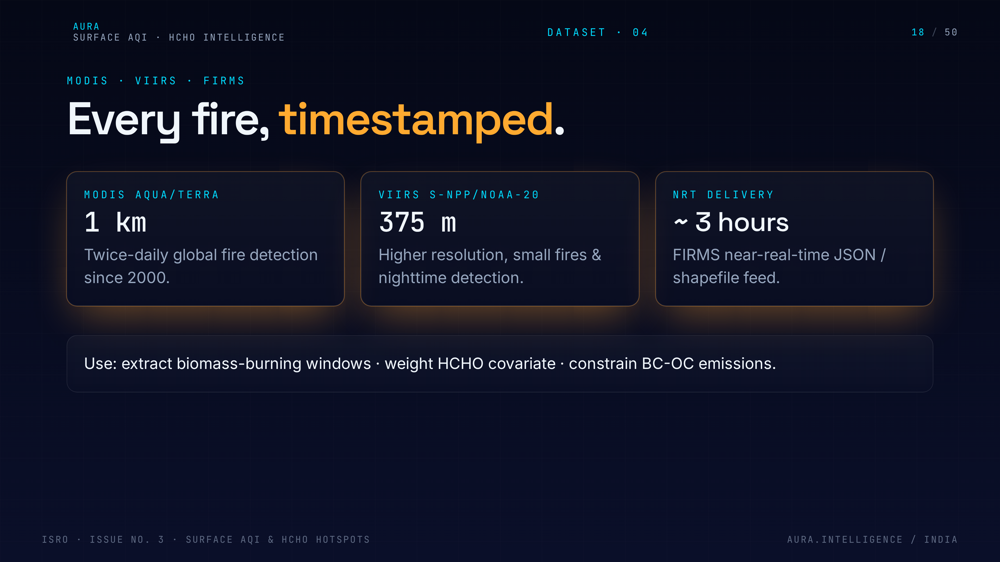 AURA
SURFACE AQI · HCHO INTELLIGENCE
DATASET · 04
18 / 50
MODIS · VIIRS · FIRMS
Every fire, timestamped.
MODIS AQUA/TERRA
1 km
Twice-daily global fire detection
since 2000.
VIIRS S-NPP/NOAA-20
375 m
Higher resolution, small fires &
nighttime detection.
NRT DELIVERY
~ 3 hours
FIRMS near-real-time JSON /
shapefile feed.
Use: extract biomass-burning windows · weight HCHO covariate · constrain BC-OC emissions.
ISRO · ISSUE NO. 3 · SURFACE AQI & HCHO HOTSPOTS
AURA.INTELLIGENCE / INDIA